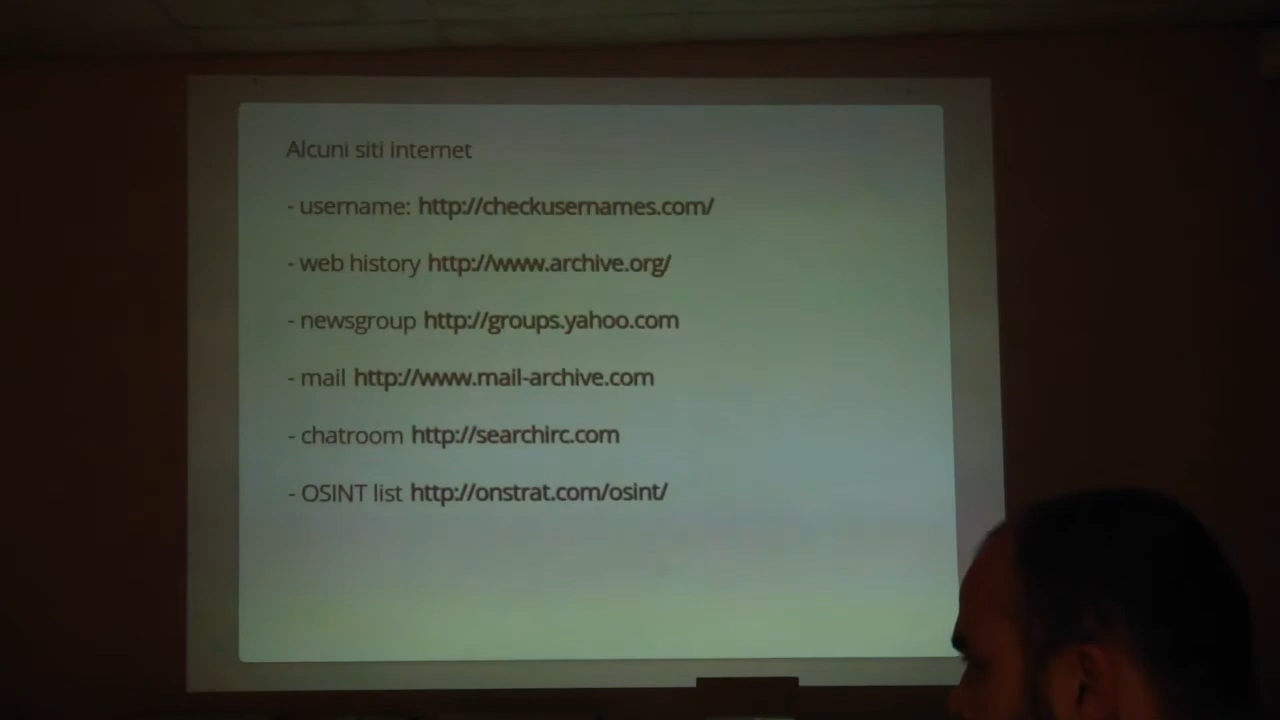 Alcuni siti internet
- username: http://checkusernames.com/
- web history http://www.archive.org/
- newsgroup http://groups.yahoo.com
- mail http://www.mail-archive.com
- chatroom http://searchirc.com
- OSINT list http://onstrat.com/osint/